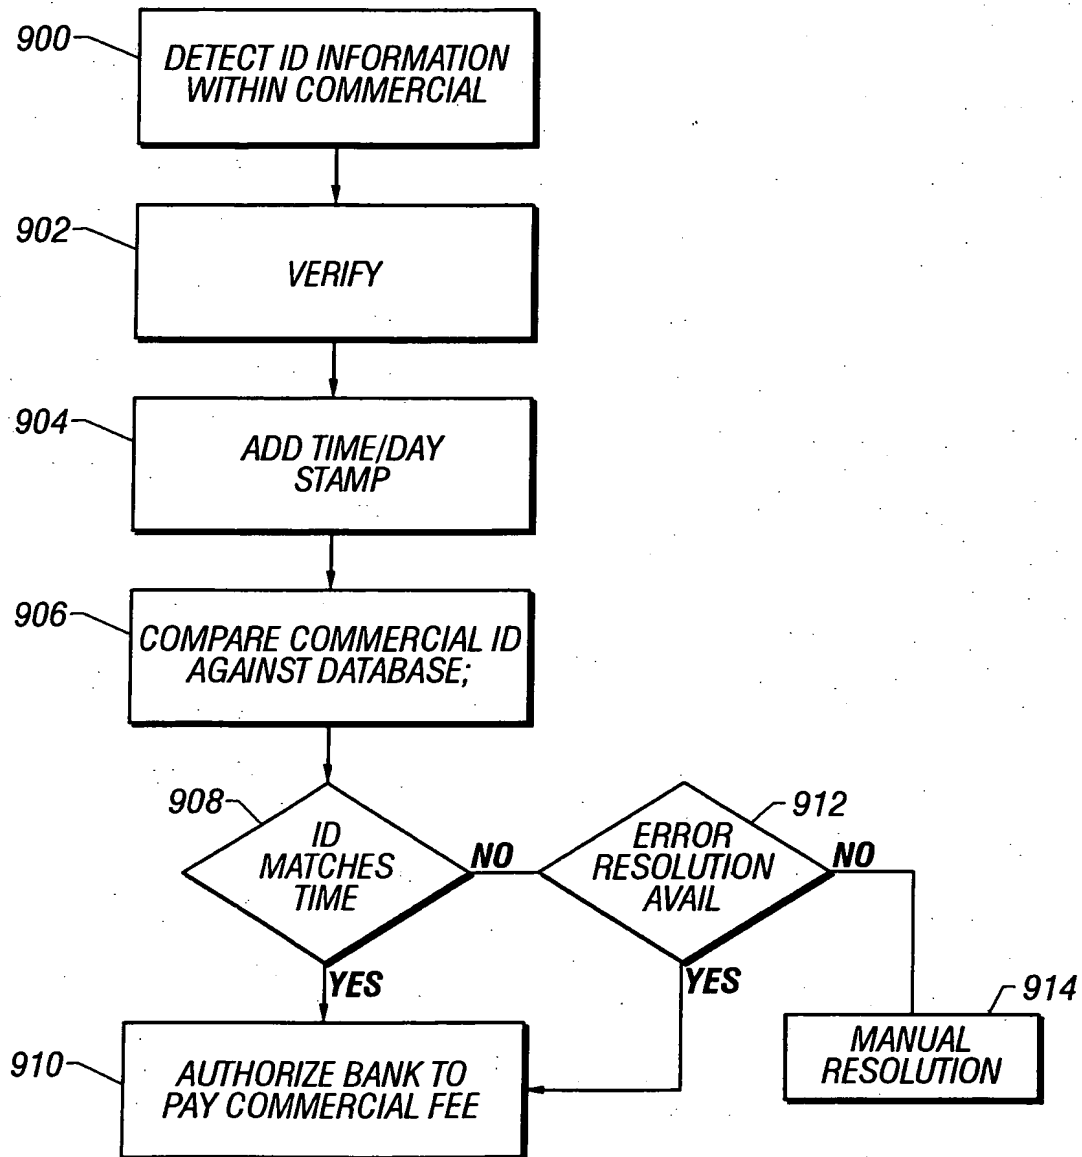 900
DETECT ID INFORMATION
WITHIN COMMERCIAL
902
VERIFY
904
ADD TIME/DAY
STAMP
906
COMPARE COMMERCIAL ID
AGAINST DATABASE;
908
ID
MATCHES
TIME
NO
YES
912
ERROR
RESOLUTION
AVAIL
NO
YES
914
MANUAL
RESOLUTION
910
AUTHORIZE BANK TO
PAY COMMERCIAL FEE